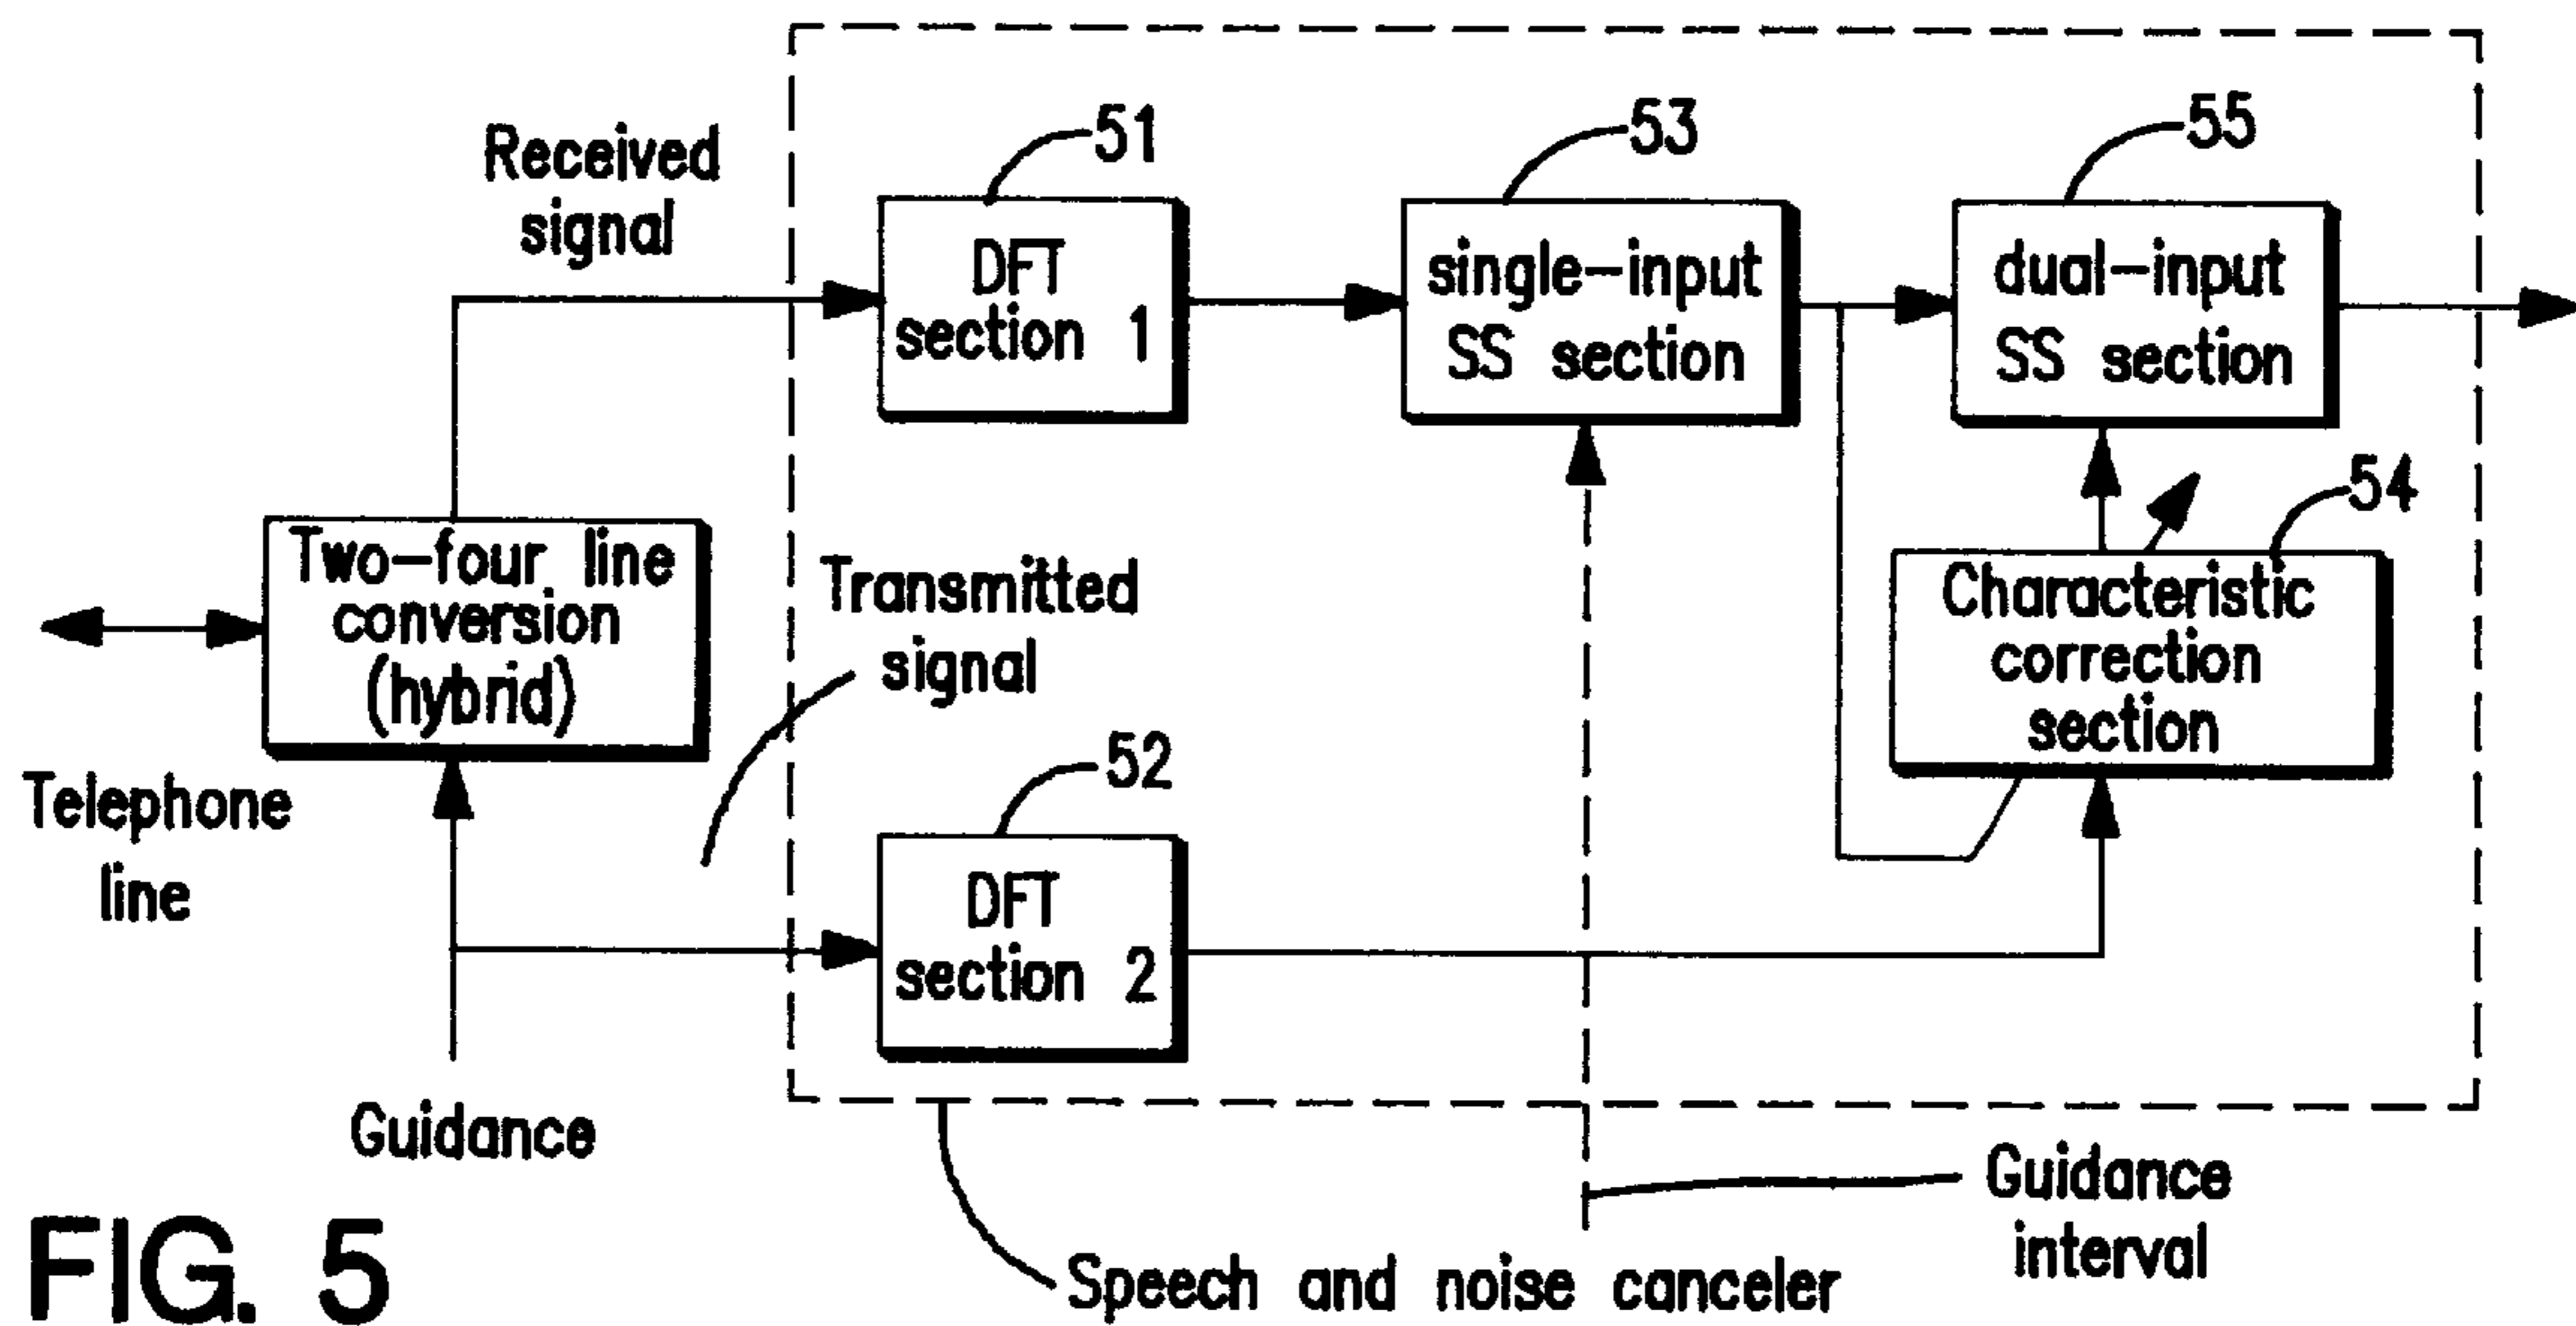 Received
signal
51
53
55
DFT
section 1
single-input
SS section
dual-input
SS section
Two-four line
conversion
(hybrid)
Transmitted
signal
54
Characteristic
correction
section
Telephone
line
52
DFT
section 2
Guidance
Guidance
interval
Speech and noise canceler
FIG. 5